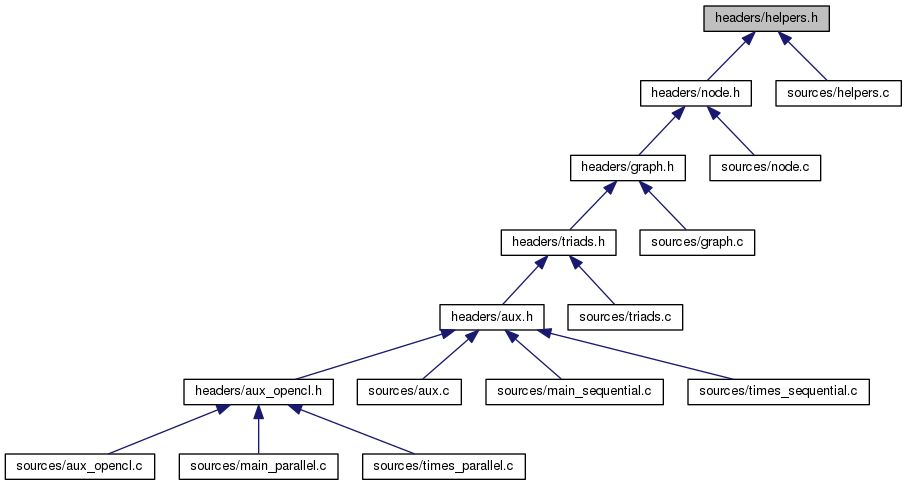 headers/helpers.h
headers/node.h
sources/helpers.c
headers/graph.h
sources/node.c
headers/triads.h
sources/graph.c
headers/aux.h
sources/triads.c
headers/aux_opencl.h
sources/aux.c
sources/main_sequential.c
sources/times_sequential.c
sources/aux_opencl.c
sources/main_parallel.c
sources/times_parallel.c